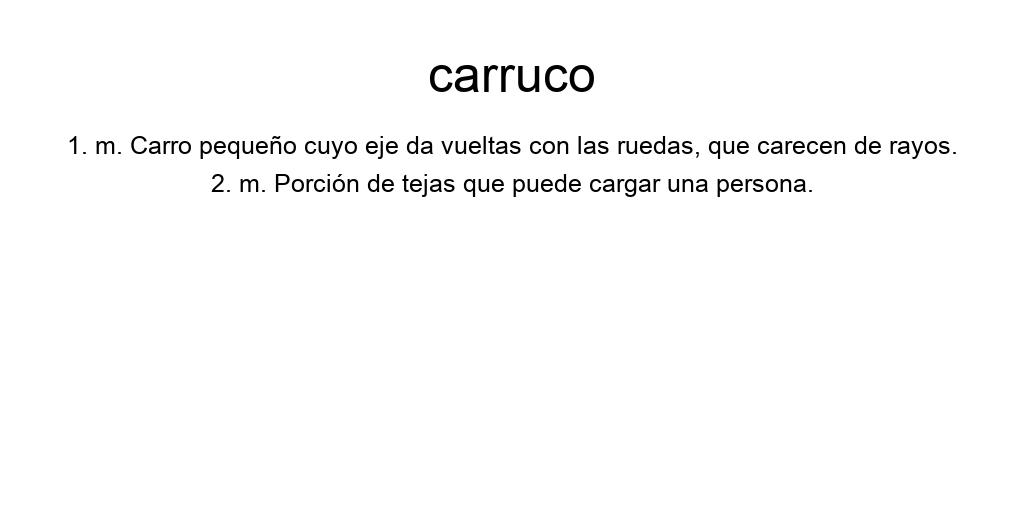 carruco
1. m. Carro pequeño cuyo eje da vueltas con las ruedas, que carecen de rayos.
2. m. Porción de tejas que puede cargar una persona.